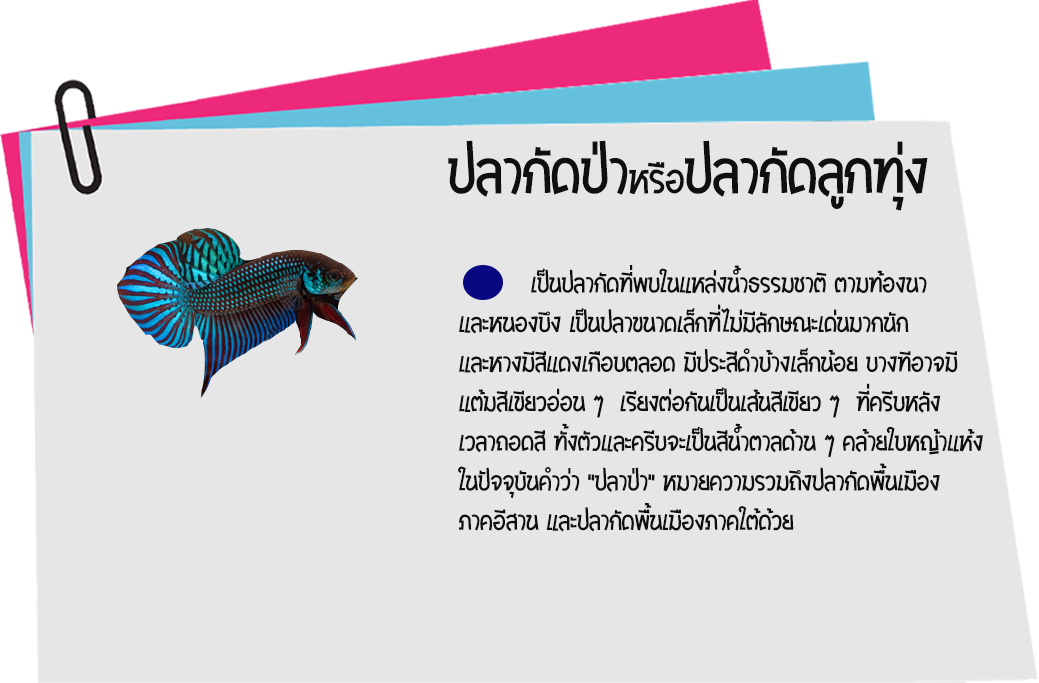 ปลากัดป่าหรือปลากัดลูกทุ่ง
เป็นปลากัดที่พบในแหล่งน้ำธรรมชาติ ตามท้องนา
และหนองบึง เป็นปลาขนาดเล็กที่ไม่มีลักษณะเด่นมากนัก
และหางมีสีแดงเกือบตลอด มีประสีดำบ้างเล็กน้อย บางทีอาจมี
แต้มสีเขียวอ่อน ๆ เรียงต่อกันเป็นเส้นสีเขียว ๆ ที่ครีบหลัง
เวลาถอดสี ทั้งตัวและครีบจะเป็นสีน้ำตาลด้าน ๆ คล้ายใบหญ้าแห้ง
ในปัจจุบันคำว่า "ปลาป่า" หมายความรวมถึงปลากัดพื้นเมือง
ภาคอีสาน และปลากัดพื้นเมืองภาคใต้ด้วย